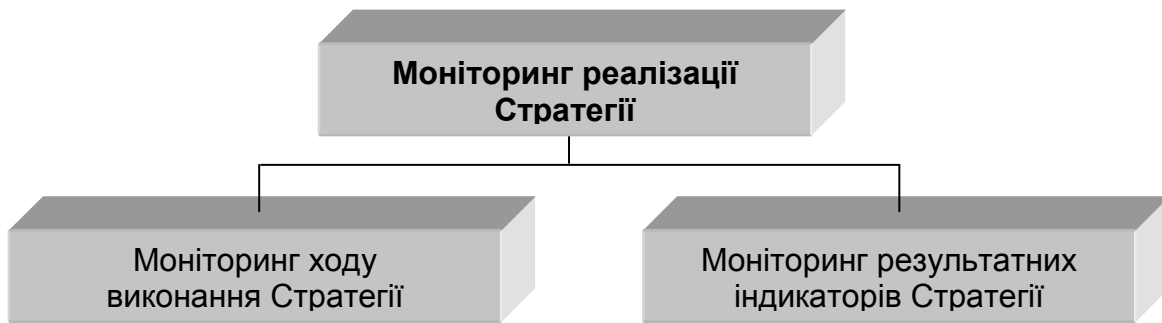 Моніторинг реалізації
Стратегії
Моніторинг ходу
виконання Стратегії
Моніторинг результатних
індикаторів Стратегії